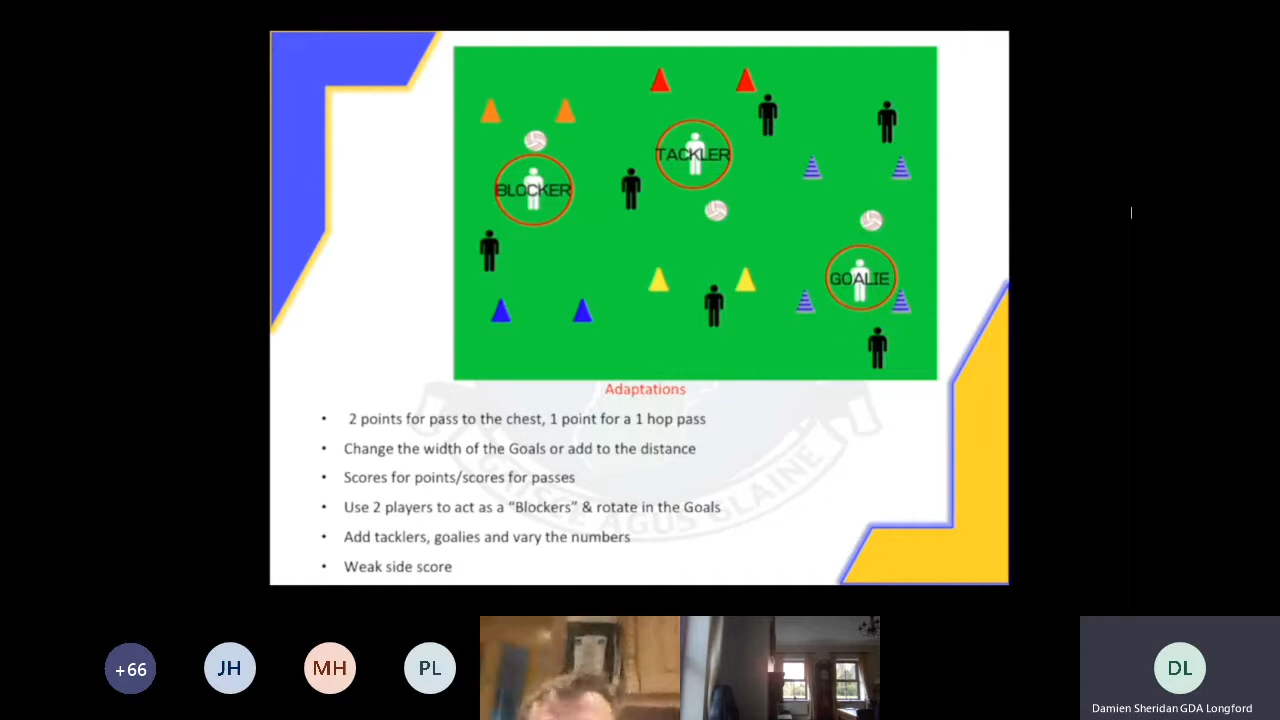 TACKLER
BLOCKER
GOALIE
Adaptations
• 2 points for pass to the chest, 1 point for a 1 hop pass
• Change the width of the Goals or add to the distance
• Scores for points/scores for passes
• Use 2 players to act as a “Blockers” & rotate in the Goals
• Add tacklers, goalies and vary the numbers
• Weak side score
GAISCE AGUS GLAINE
+66
JH
MH
PL
DL
Damien Sheridan GDA Longford